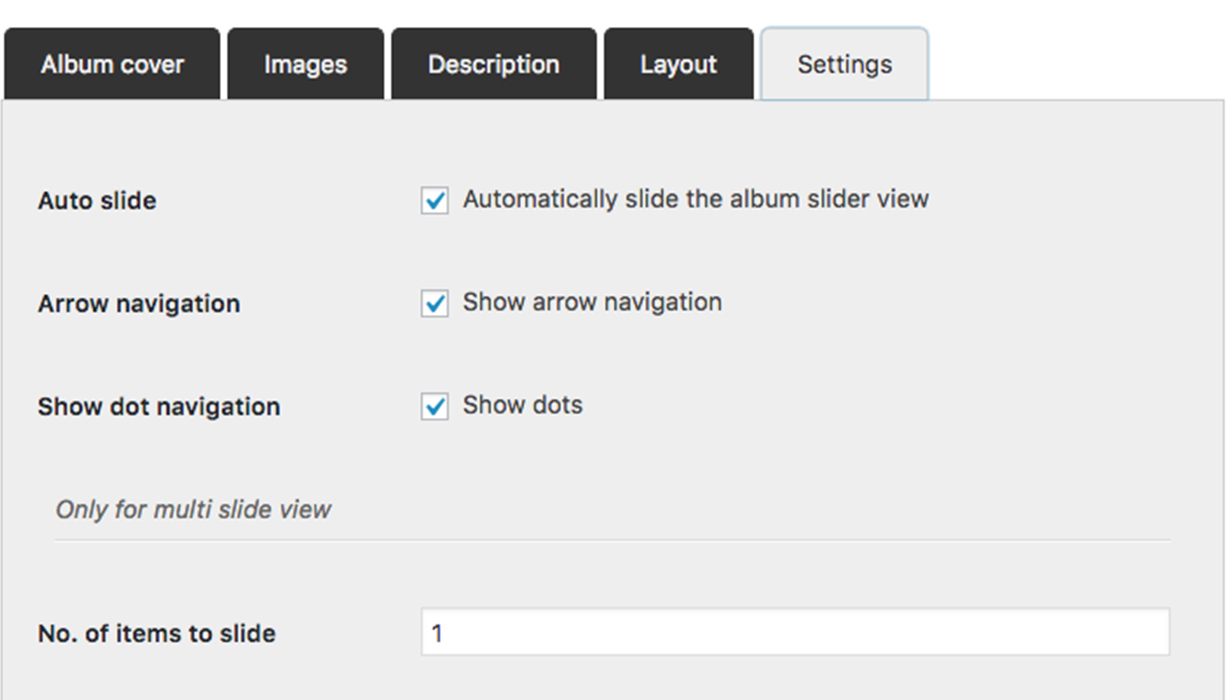 Album cover Images Description Layout Settings
Auto slide Automatically slide the album slider view
Arrow navigation Show arrow navigation
Show dot navigation Show dots
Only for multi slide view
No. of items to slide 1